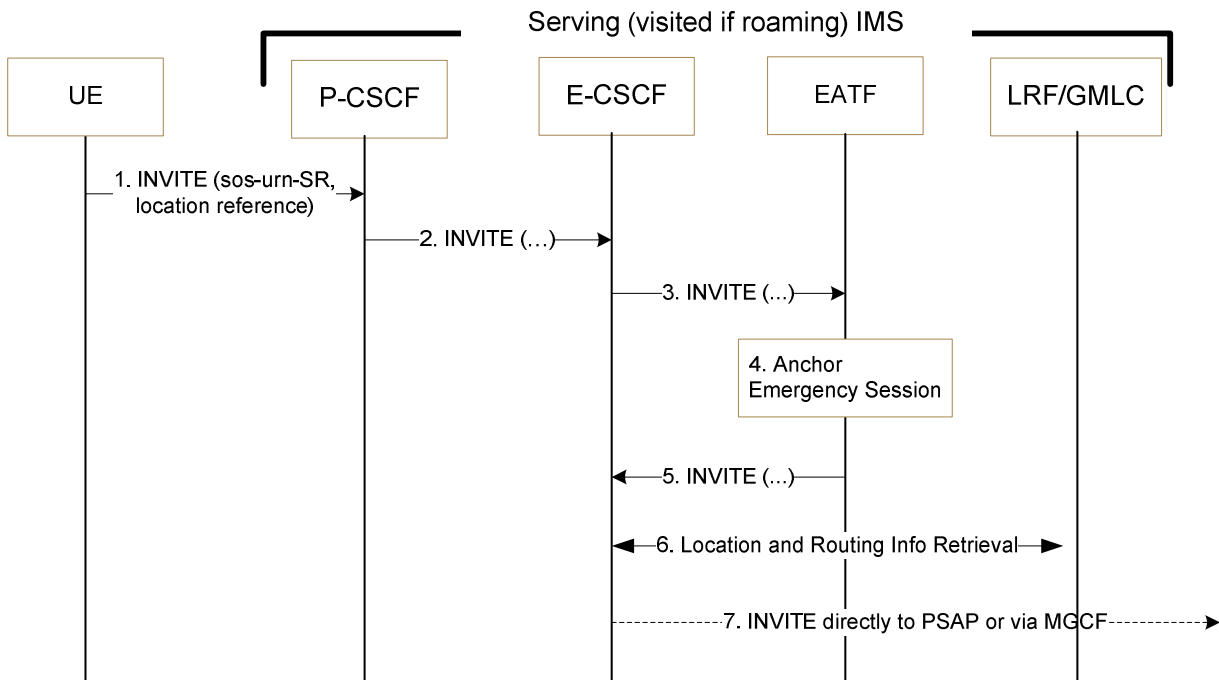 Serving (visited if roaming) IMS
UE
P-CSCF
E-CSCF
EATF
LRF/GMLC
1. INVITE (sos-urn-SR,
location reference)
2. INVITE (…)
3. INVITE (...)
4. Anchor
Emergency Session
5. INVITE (...)
6. Location and Routing Info Retrieval
7. INVITE directly to PSAP or via MGCF